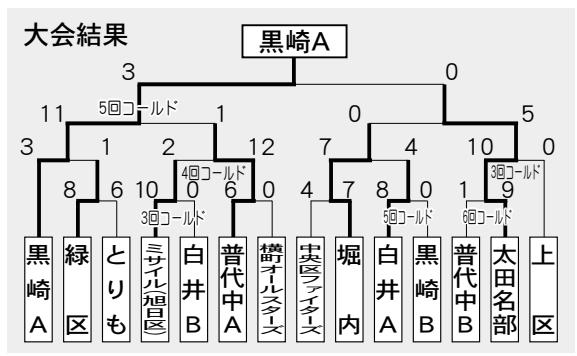 大会結果
黒崎A
3
0
5回コールド
11
1
0
5
3
1
2
12
7
4
10
0
4回コールド
3回コールド
8
6
10
0
6
0
4
7
8
0
1
9
3回コールド
5回コールド
6回コールド
黒崎A
緑区
とりも
ミサイル(旭日区)
白井B
普代中A
横町オールスターズ
中央区ファイターズ
堀内
白井A
黒崎B
普代中B
太田名部
上区